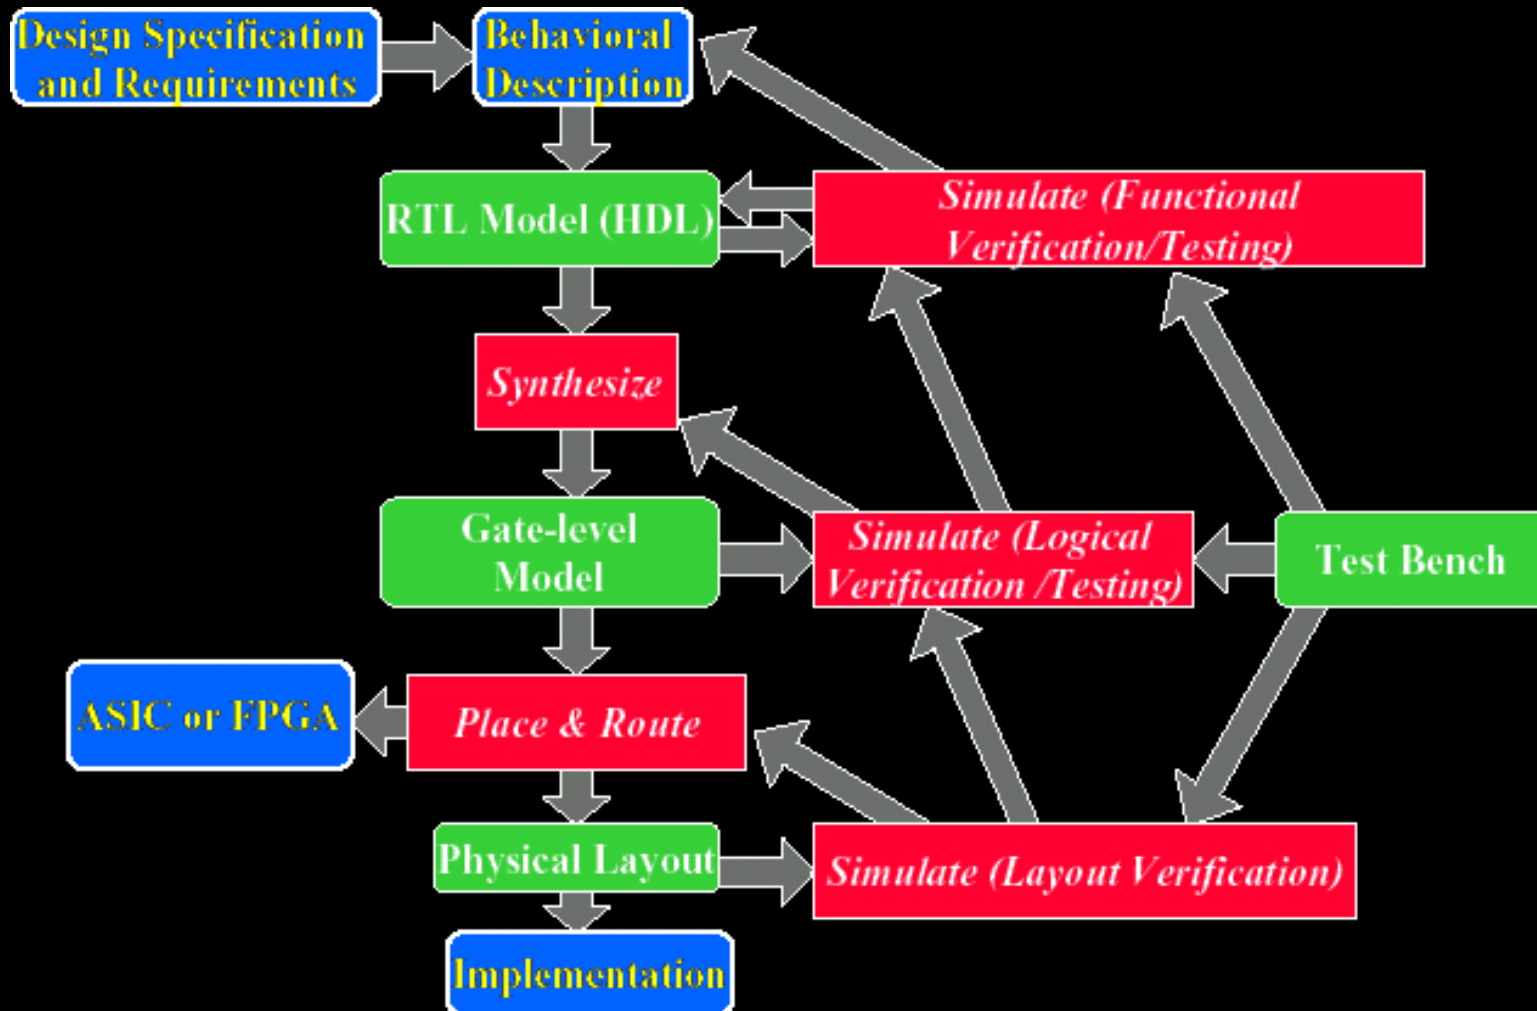 Design Specification
and Requirements
Behavioral
Description
RTL Model (HDL)
Simulate (Functional
Verification/Testing)
Synthesize
Gate-level
Model
Simulate (Logical
Verification /Testing)
Test Bench
ASIC or FPGA
Place & Route
Physical Layout
Simulate (Layout Verification)
Implementation